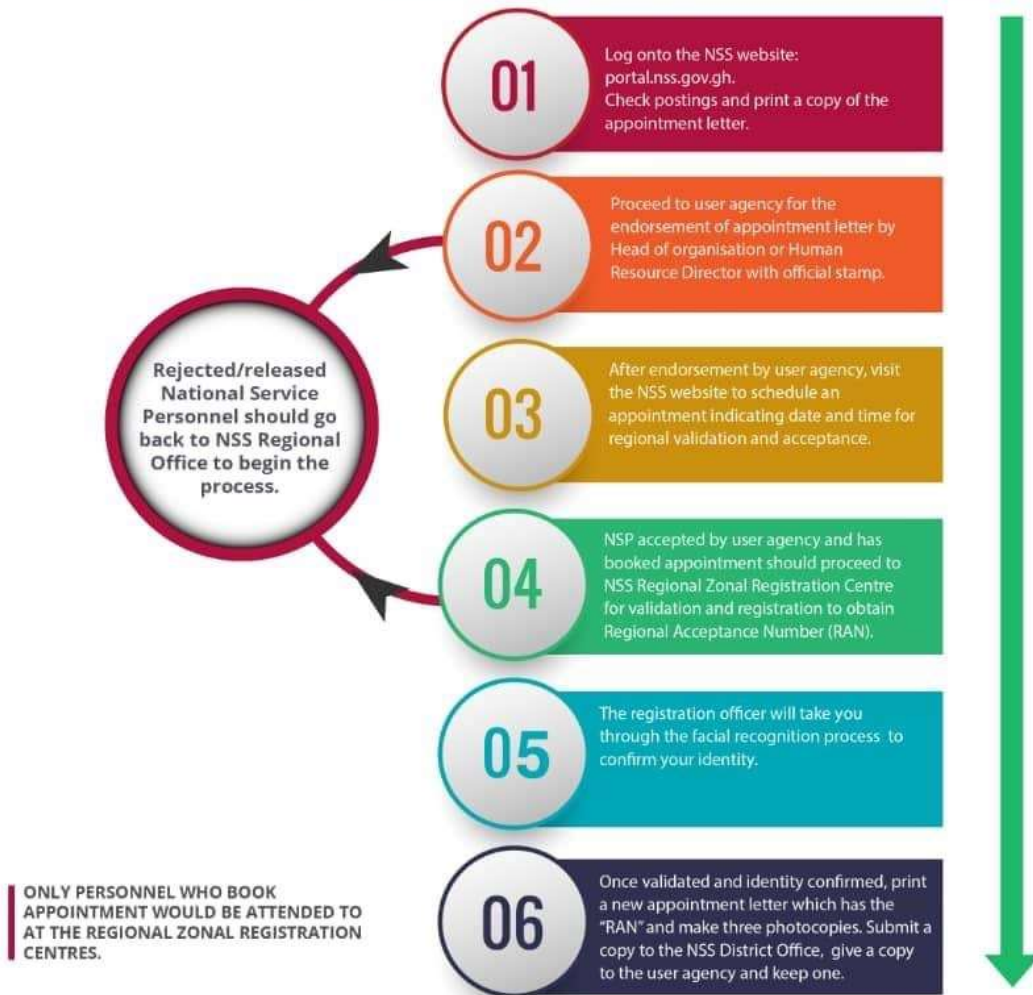 01
Log onto the NSS website:
portal.nss.gov.gh.
Check postings and print a copy of the
appointment letter.
02
Proceed to user agency for the
endorsement of appointment letter by
Head of organisation or Human
Resource Director with official stamp.
Rejected/released
National Service
Personnel should go
back to NSS Regional
Office to begin the
process.
03
After endorsement by user agency, visit
the NSS website to schedule an
appointment indicating date and time for
regional validation and acceptance.
04
NSP accepted by user agency and has
booked appointment should proceed to
NSS Regional Zonal Registration Centre
for validation and registration to obtain
Regional Acceptance Number (RAN).
05
The registration officer will take you
through the facial recognition process to
confirm your identity.
06
Once validated and identity confirmed, print
a new appointment letter which has the
"RAN" and make three photocopies. Submit a
copy to the NSS District Office, give a copy
to the user agency and keep one.
ONLY PERSONNEL WHO BOOK
APPOINTMENT WOULD BE ATTENDED TO
AT THE REGIONAL ZONAL REGISTRATION
CENTRES.